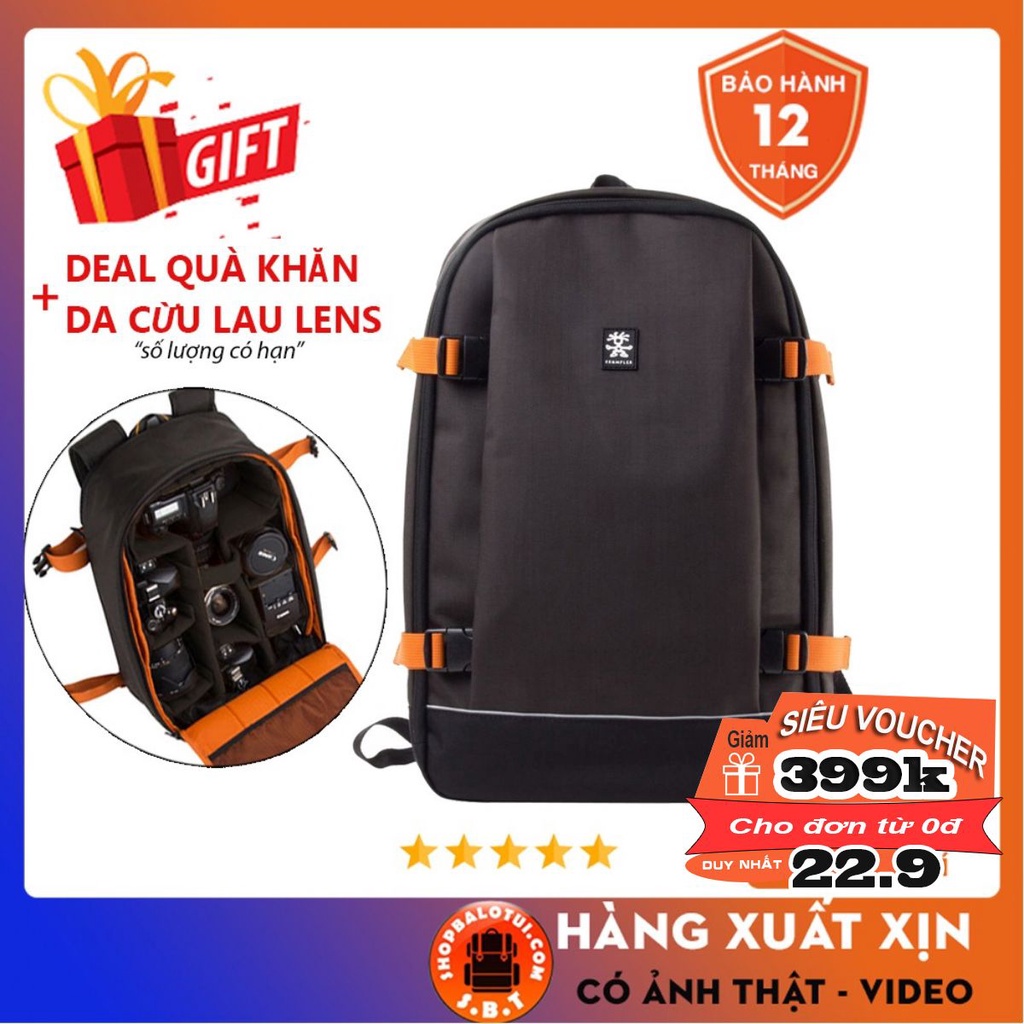 GIFT
BẢO HÀNH
12
THÁNG
+ DEAL QUÀ KHĂN
DA CỪU LAU LENS
“số lượng có hạn”
CRUMPLER
SIÊU VOUCHER
Giảm
399k
Cho đơn từ 0đ
DUY NHẤT 22.9
SHOPBALOTUI.COM
S.B.T
HÀNG XUẤT XỊN
CÓ ẢNH THẬT - VIDEO